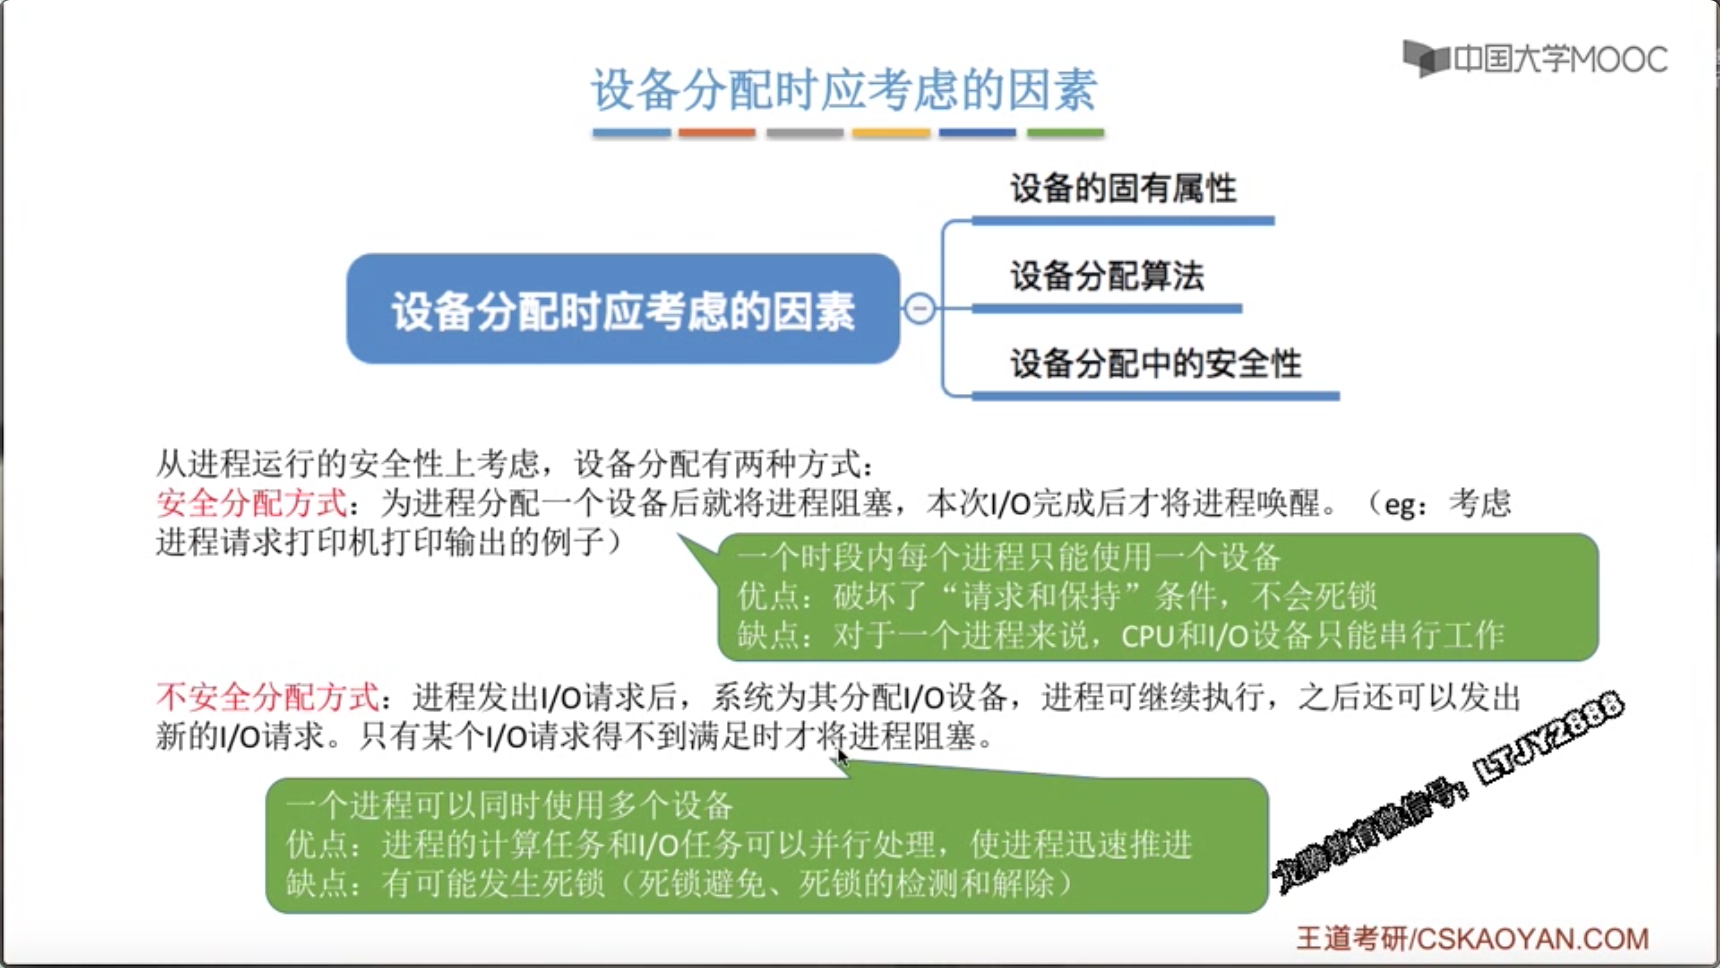 中国大学MOOC
设备分配时应考虑的因素
设备的固有属性
设备分配时应考虑的因素
设备分配算法
设备分配中的安全性
从进程运行的安全性上考虑，设备分配有两种方式：
安全分配方式：为进程分配一个设备后就将进程阻塞，本次I/O完成后才将进程唤醒。（eg：考虑
进程请求打印机打印输出的例子）
一个时段内每个进程只能使用一个设备
优点：破坏了“请求和保持”条件，不会死锁
缺点：对于一个进程来说，CPU和I/O设备只能串行工作
不安全分配方式：进程发出I/O请求后，系统为其分配I/O设备，进程可继续执行，之后还可以发出
新的I/O请求。只有某个I/O请求得不到满足时才将进程阻塞。
一个进程可以同时使用多个设备
优点：进程的计算任务和I/O任务可以并行处理，使进程迅速推进
缺点：有可能发生死锁（死锁避免、死锁的检测和解除）
龙腾教育微信号：LTJY2888
王道考研/CSKAOYAN.COM